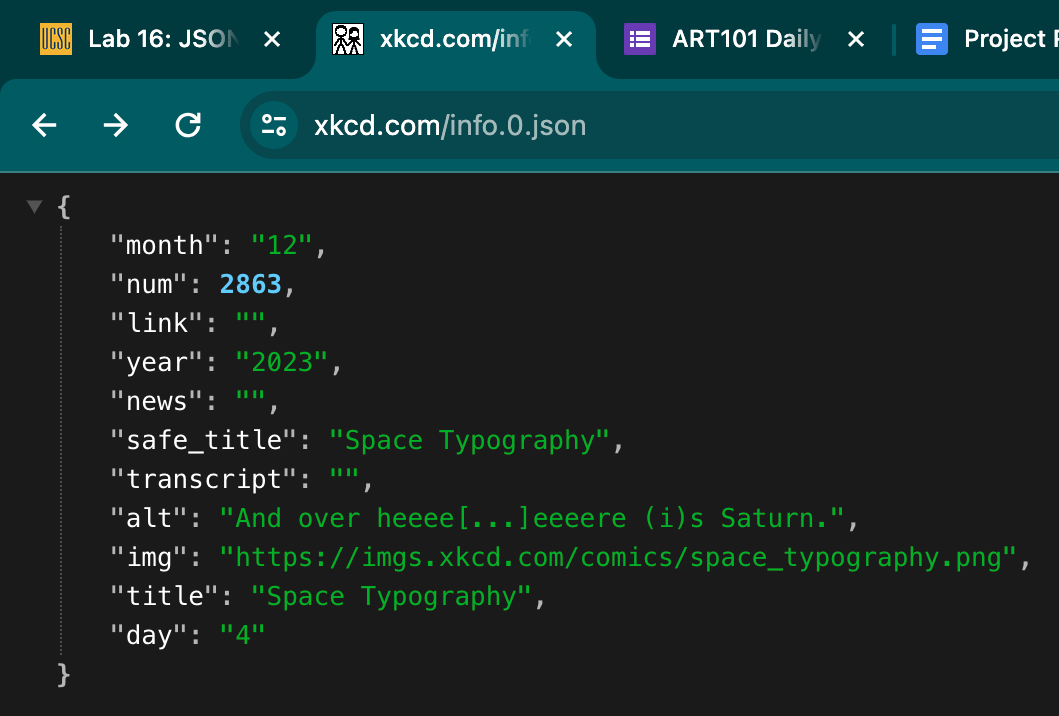 UCSC Lab 16: JSON xkcd.com/inf ART101 Daily Project F
xkcd.com/info.0.json
{
"month": "12",
"num": 2863,
"link": "",
"year": "2023",
"news": "",
"safe_title": "Space Typography",
"transcript": "",
"alt": "And over heeee[...]eeeere (i)s Saturn.",
"img": "https://imgs.xkcd.com/comics/space_typography.png",
"title": "Space Typography",
"day": "4"
}